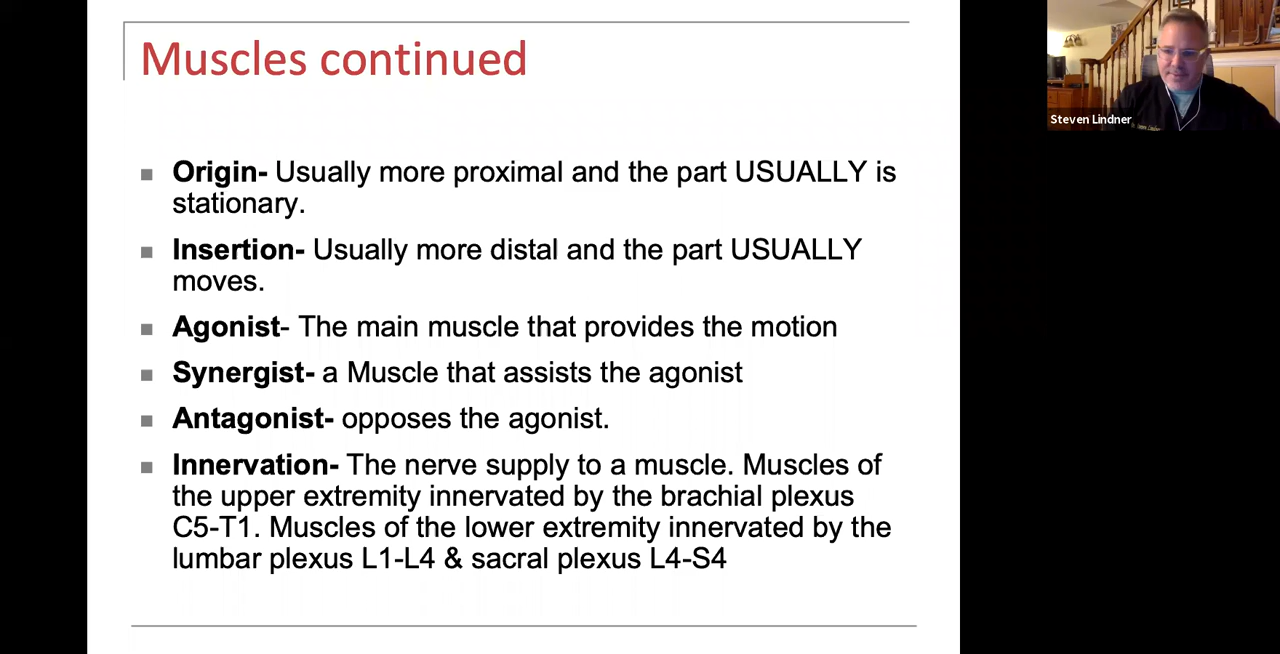 Muscles continued
Origin- Usually more proximal and the part USUALLY is
stationary.
Insertion- Usually more distal and the part USUALLY
moves.
Agonist- The main muscle that provides the motion
Synergist- a Muscle that assists the agonist
Antagonist- opposes the agonist.
Innervation- The nerve supply to a muscle. Muscles of
the upper extremity innervated by the brachial plexus
C5-T1. Muscles of the lower extremity innervated by the
lumbar plexus L1-L4 & sacral plexus L4-S4
Steven Lindner